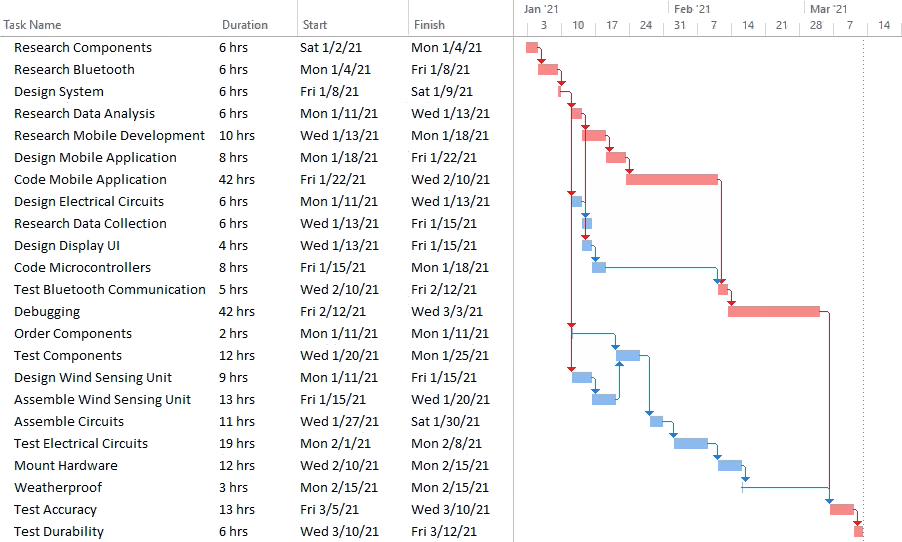 Jan '21 Feb '21 Mar '21
Task Name Duration Start Finish 3 10 17 24 31 7 14 21 28 7 14
Research Components 6 hrs Sat 1/2/21 Mon 1/4/21
Research Bluetooth 6 hrs Mon 1/4/21 Fri 1/8/21
Design System 6 hrs Fri 1/8/21 Sat 1/9/21
Research Data Analysis 6 hrs Mon 1/11/21 Wed 1/13/21
Research Mobile Development 10 hrs Wed 1/13/21 Mon 1/18/21
Design Mobile Application 8 hrs Mon 1/18/21 Fri 1/22/21
Code Mobile Application 42 hrs Fri 1/22/21 Wed 2/10/21
Design Electrical Circuits 6 hrs Mon 1/11/21 Wed 1/13/21
Research Data Collection 6 hrs Wed 1/13/21 Fri 1/15/21
Design Display UI 4 hrs Wed 1/13/21 Fri 1/15/21
Code Microcontrollers 8 hrs Fri 1/15/21 Mon 1/18/21
Test Bluetooth Communication 5 hrs Wed 2/10/21 Fri 2/12/21
Debugging 42 hrs Fri 2/12/21 Wed 3/3/21
Order Components 2 hrs Mon 1/11/21 Mon 1/11/21
Test Components 12 hrs Wed 1/20/21 Mon 1/25/21
Design Wind Sensing Unit 9 hrs Mon 1/11/21 Fri 1/15/21
Assemble Wind Sensing Unit 13 hrs Fri 1/15/21 Wed 1/20/21
Assemble Circuits 11 hrs Wed 1/27/21 Sat 1/30/21
Test Electrical Circuits 19 hrs Mon 2/1/21 Mon 2/8/21
Mount Hardware 12 hrs Wed 2/10/21 Mon 2/15/21
Weatherproof 3 hrs Mon 2/15/21 Mon 2/15/21
Test Accuracy 13 hrs Fri 3/5/21 Wed 3/10/21
Test Durability 6 hrs Wed 3/10/21 Fri 3/12/21